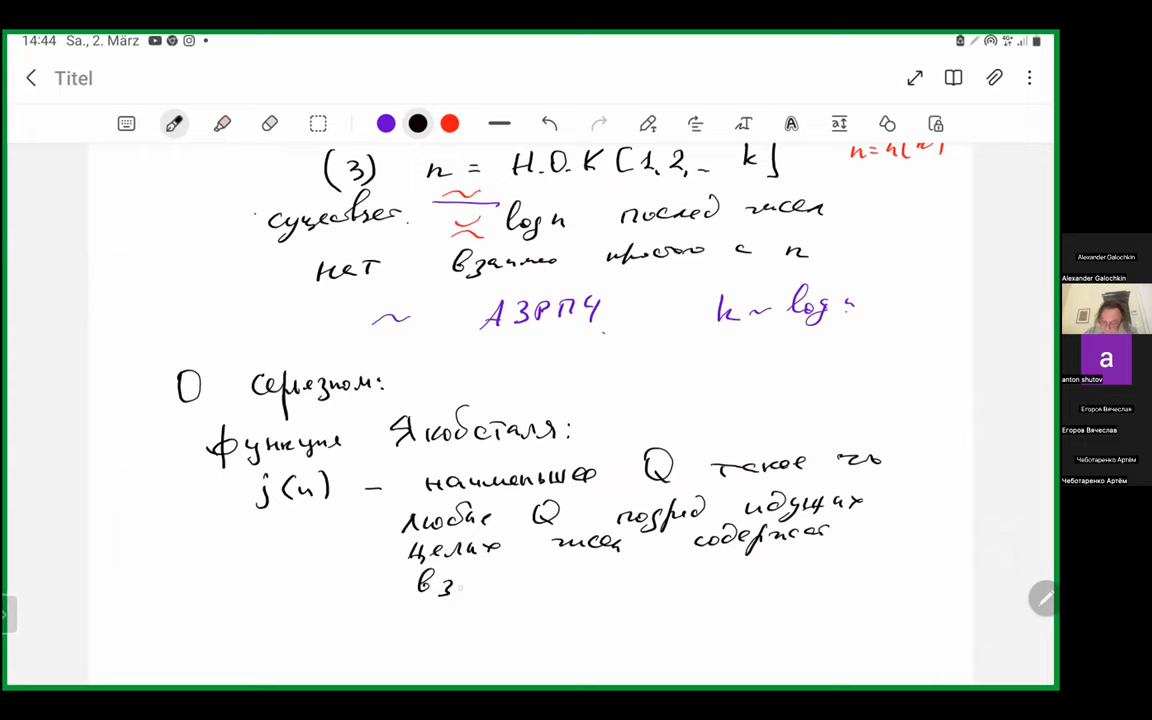 14:44 Sa., 2. März
Titel
(3) n = Н.О.К [1,2,.. k]
n=n(
существ. log n послед чисел
нет взаимно простого с n
~ АЗРПЧ. k ~ log n
О серьезном:
функция Якобсталя:
j(n) – наименьшее Q такое что
любые Q подряд идущих
целых чисел содержат
вз
Alexander Galochkin
Alexander Galochkin
a
anton shutov
Егоров Вячеслав
Егоров Вячеслав
Чеботаренко Артём
Чеботаренко Артём